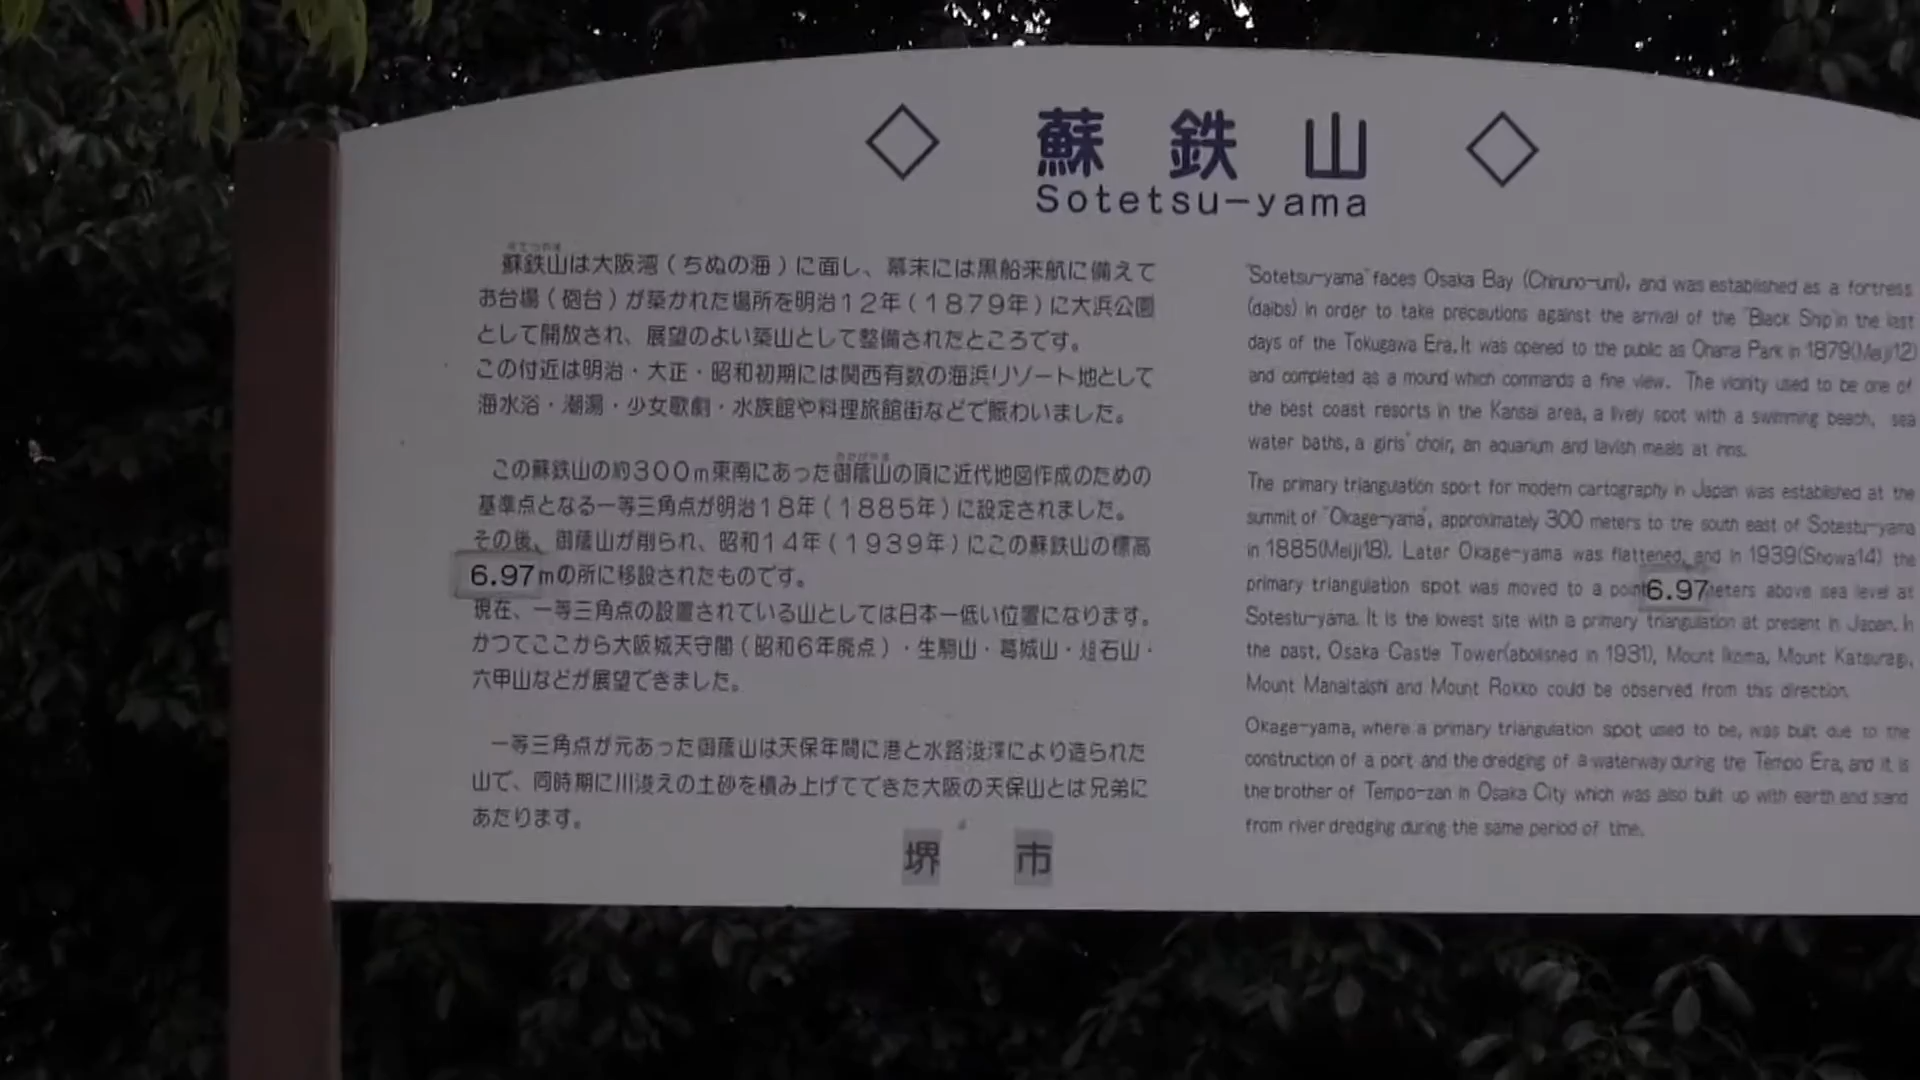 ◇ 蘇鉄山 ◇
Sotetsu-yama
蘇鉄山は大阪湾（ちぬの海）に面し、幕末には黒船来航に備えて
お台場（砲台）が築かれた場所を明治12年（1879年）に大浜公園
として開放され、展望のよい築山として整備されたところです。
この付近は明治・大正・昭和初期には関西有数の海浜リゾート地として
海水浴・潮湯・少女歌劇・水族館や料理旅館街などで賑わいました。
この蘇鉄山の約300m東南にあった御蔭山の頂に近代地図作成のための
基準点となる一等三角点が明治18年（1885年）に設定されました。
その後、御蔭山が削られ、昭和14年（1939年）にこの蘇鉄山の標高
6.97mの所に移設されたものです。
現在、一等三角点の設置されている山としては日本一低い位置になります。
かつてここから大阪城天守閣（昭和6年廃点）・生駒山・葛城山・爼石山・
六甲山などが展望できました。
一等三角点が元あった御蔭山は天保年間に港と水路浚渫により造られた
山で、同時期に川浚えの土砂を積み上げてできた大阪の天保山とは兄弟に
あたります。
堺 市
"Sotetsu-yama" faces Osaka Bay (Chinuno-umi), and was established as a fortress
(daibs) in order to take precautions against the arrival of the "Black Ship" in the last
days of the Tokugawa Era. It was opened to the public as Ohama Park in 1879(Meiji12)
and completed as a mound which commands a fine view. The vicinity used to be one of
the best coast resorts in the Kansai area, a lively spot with a swimming beach, sea
water baths, a girls' choir, an aquarium and lavish meals at inns.
The primary triangulation sport for modern cartography in Japan was established at the
summit of "Okage-yama", approximately 300 meters to the south east of Sotestu-yama
in 1885(Meiji18). Later Okage-yama was flattened, and in 1939(Showa14) the
primary triangulation spot was moved to a point 6.97 meters above sea level at
Sotestu-yama. It is the lowest site with a primary triangulation at present in Japan. In
the past, Osaka Castle Tower(abolished in 1931), Mount Ikoma, Mount Katsuragi,
Mount Manaitaishi and Mount Rokko could be observed from this direction.
Okage-yama, where a primary triangulation spot used to be, was built due to the
construction of a port and the dredging of a waterway during the Tempo Era, and it is
the brother of Tempo-zan in Osaka City which was also built up with earth and sand
from river dredging during the same period of time.